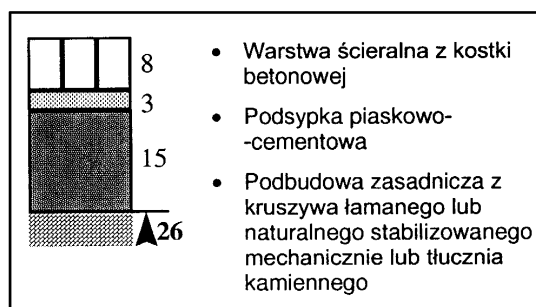 8
3
15
26
• Warstwa ścieralna z kostki
betonowej
• Podsypka piaskowo-
-cementowa
• Podbudowa zasadnicza z
kruszywa łamanego lub
naturalnego stabilizowanego
mechanicznie lub tłucznia
kamiennego